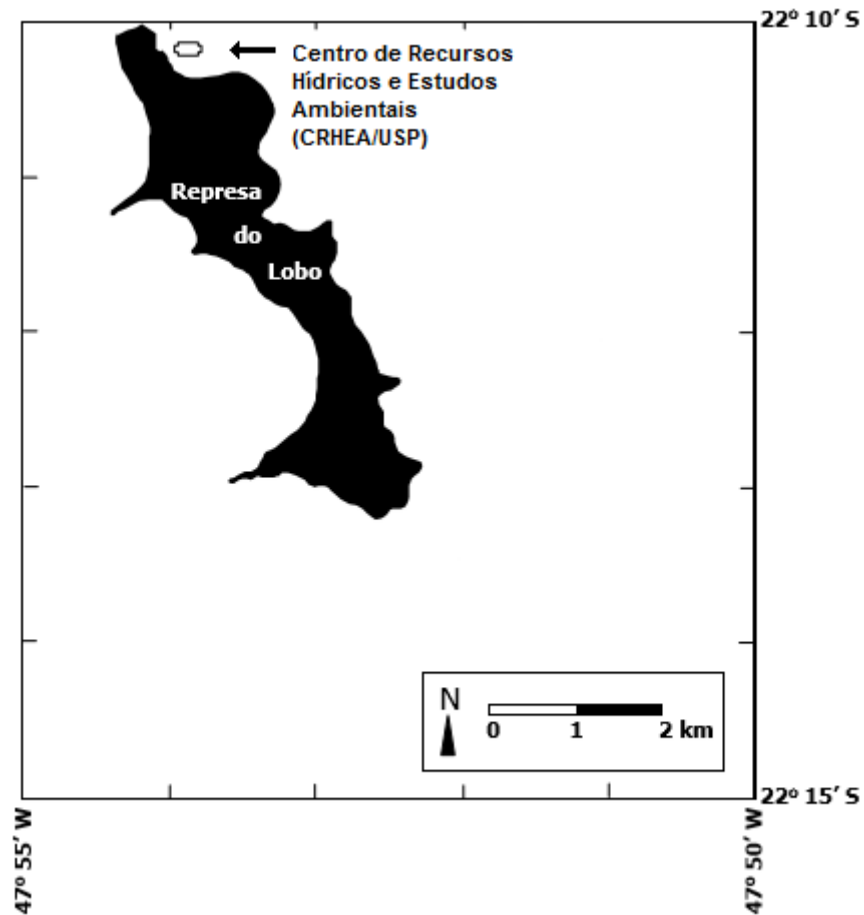 22º 10′ S
Centro de Recursos
Hídricos e Estudos
Ambientais
(CRHEA/USP)
Represa
do
Lobo
N
0 1 2 km
22º 15′ S
47º 55′ W
47º 50′ W